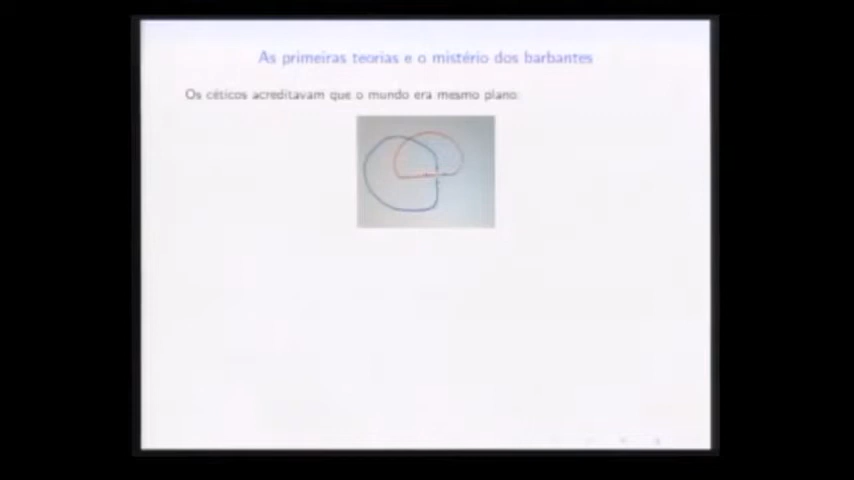 As primeiras teorias e o mistério dos barbantes
Os céticos acreditavam que o mundo era mesmo plano: